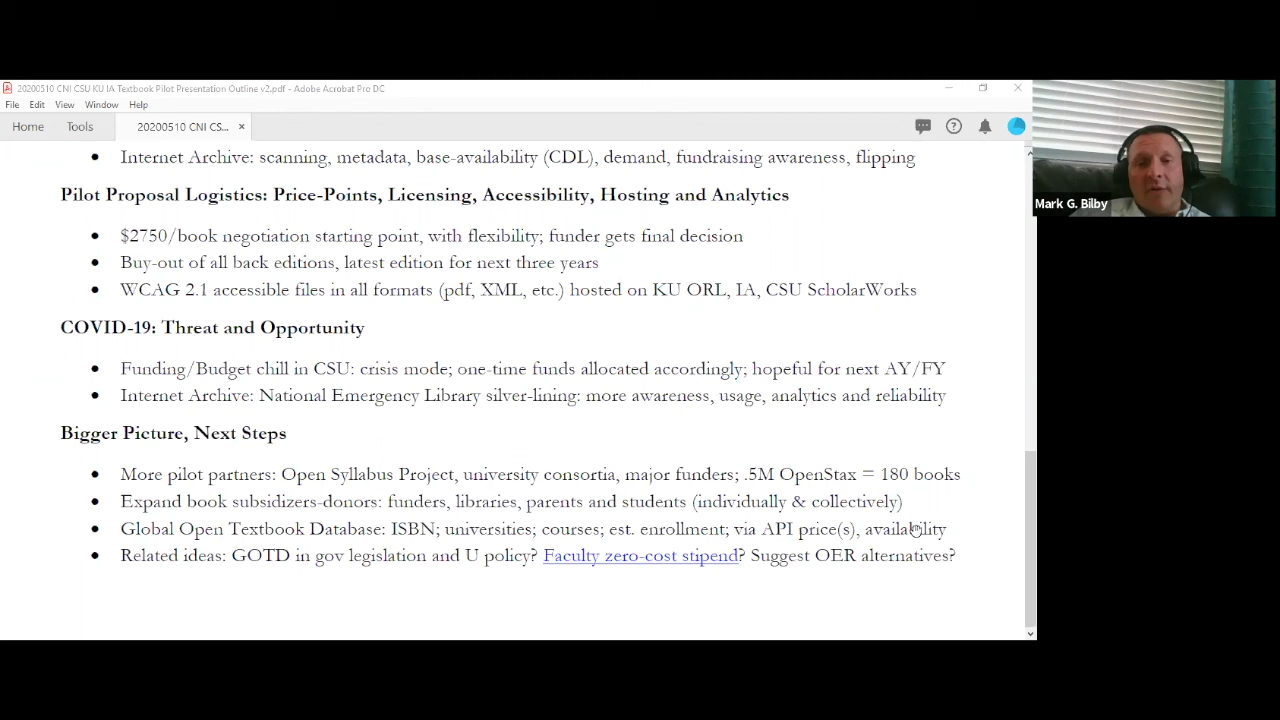 20200510 CNI CSU KU IA Textbook Pilot Presentation Outline v2.pdf - Adobe Acrobat Pro DC
File Edit View Window Help
Home Tools 20200510 CNI CS... ×
• Internet Archive: scanning, metadata, base-availability (CDL), demand, fundraising awareness, flipping
Pilot Proposal Logistics: Price-Points, Licensing, Accessibility, Hosting and Analytics
• $2750/book negotiation starting point, with flexibility; funder gets final decision
• Buy-out of all back editions, latest edition for next three years
• WCAG 2.1 accessible files in all formats (pdf, XML, etc.) hosted on KU ORL, IA, CSU ScholarWorks
COVID-19: Threat and Opportunity
• Funding/Budget chill in CSU: crisis mode; one-time funds allocated accordingly; hopeful for next AY/FY
• Internet Archive: National Emergency Library silver-lining: more awareness, usage, analytics and reliability
Bigger Picture, Next Steps
• More pilot partners: Open Syllabus Project, university consortia, major funders; .5M OpenStax = 180 books
• Expand book subsidizers-donors: funders, libraries, parents and students (individually & collectively)
• Global Open Textbook Database: ISBN; universities; courses; est. enrollment; via API price(s), availability
• Related ideas: GOTD in gov legislation and U policy? Faculty zero-cost stipend? Suggest OER alternatives?
Mark G. Bilby